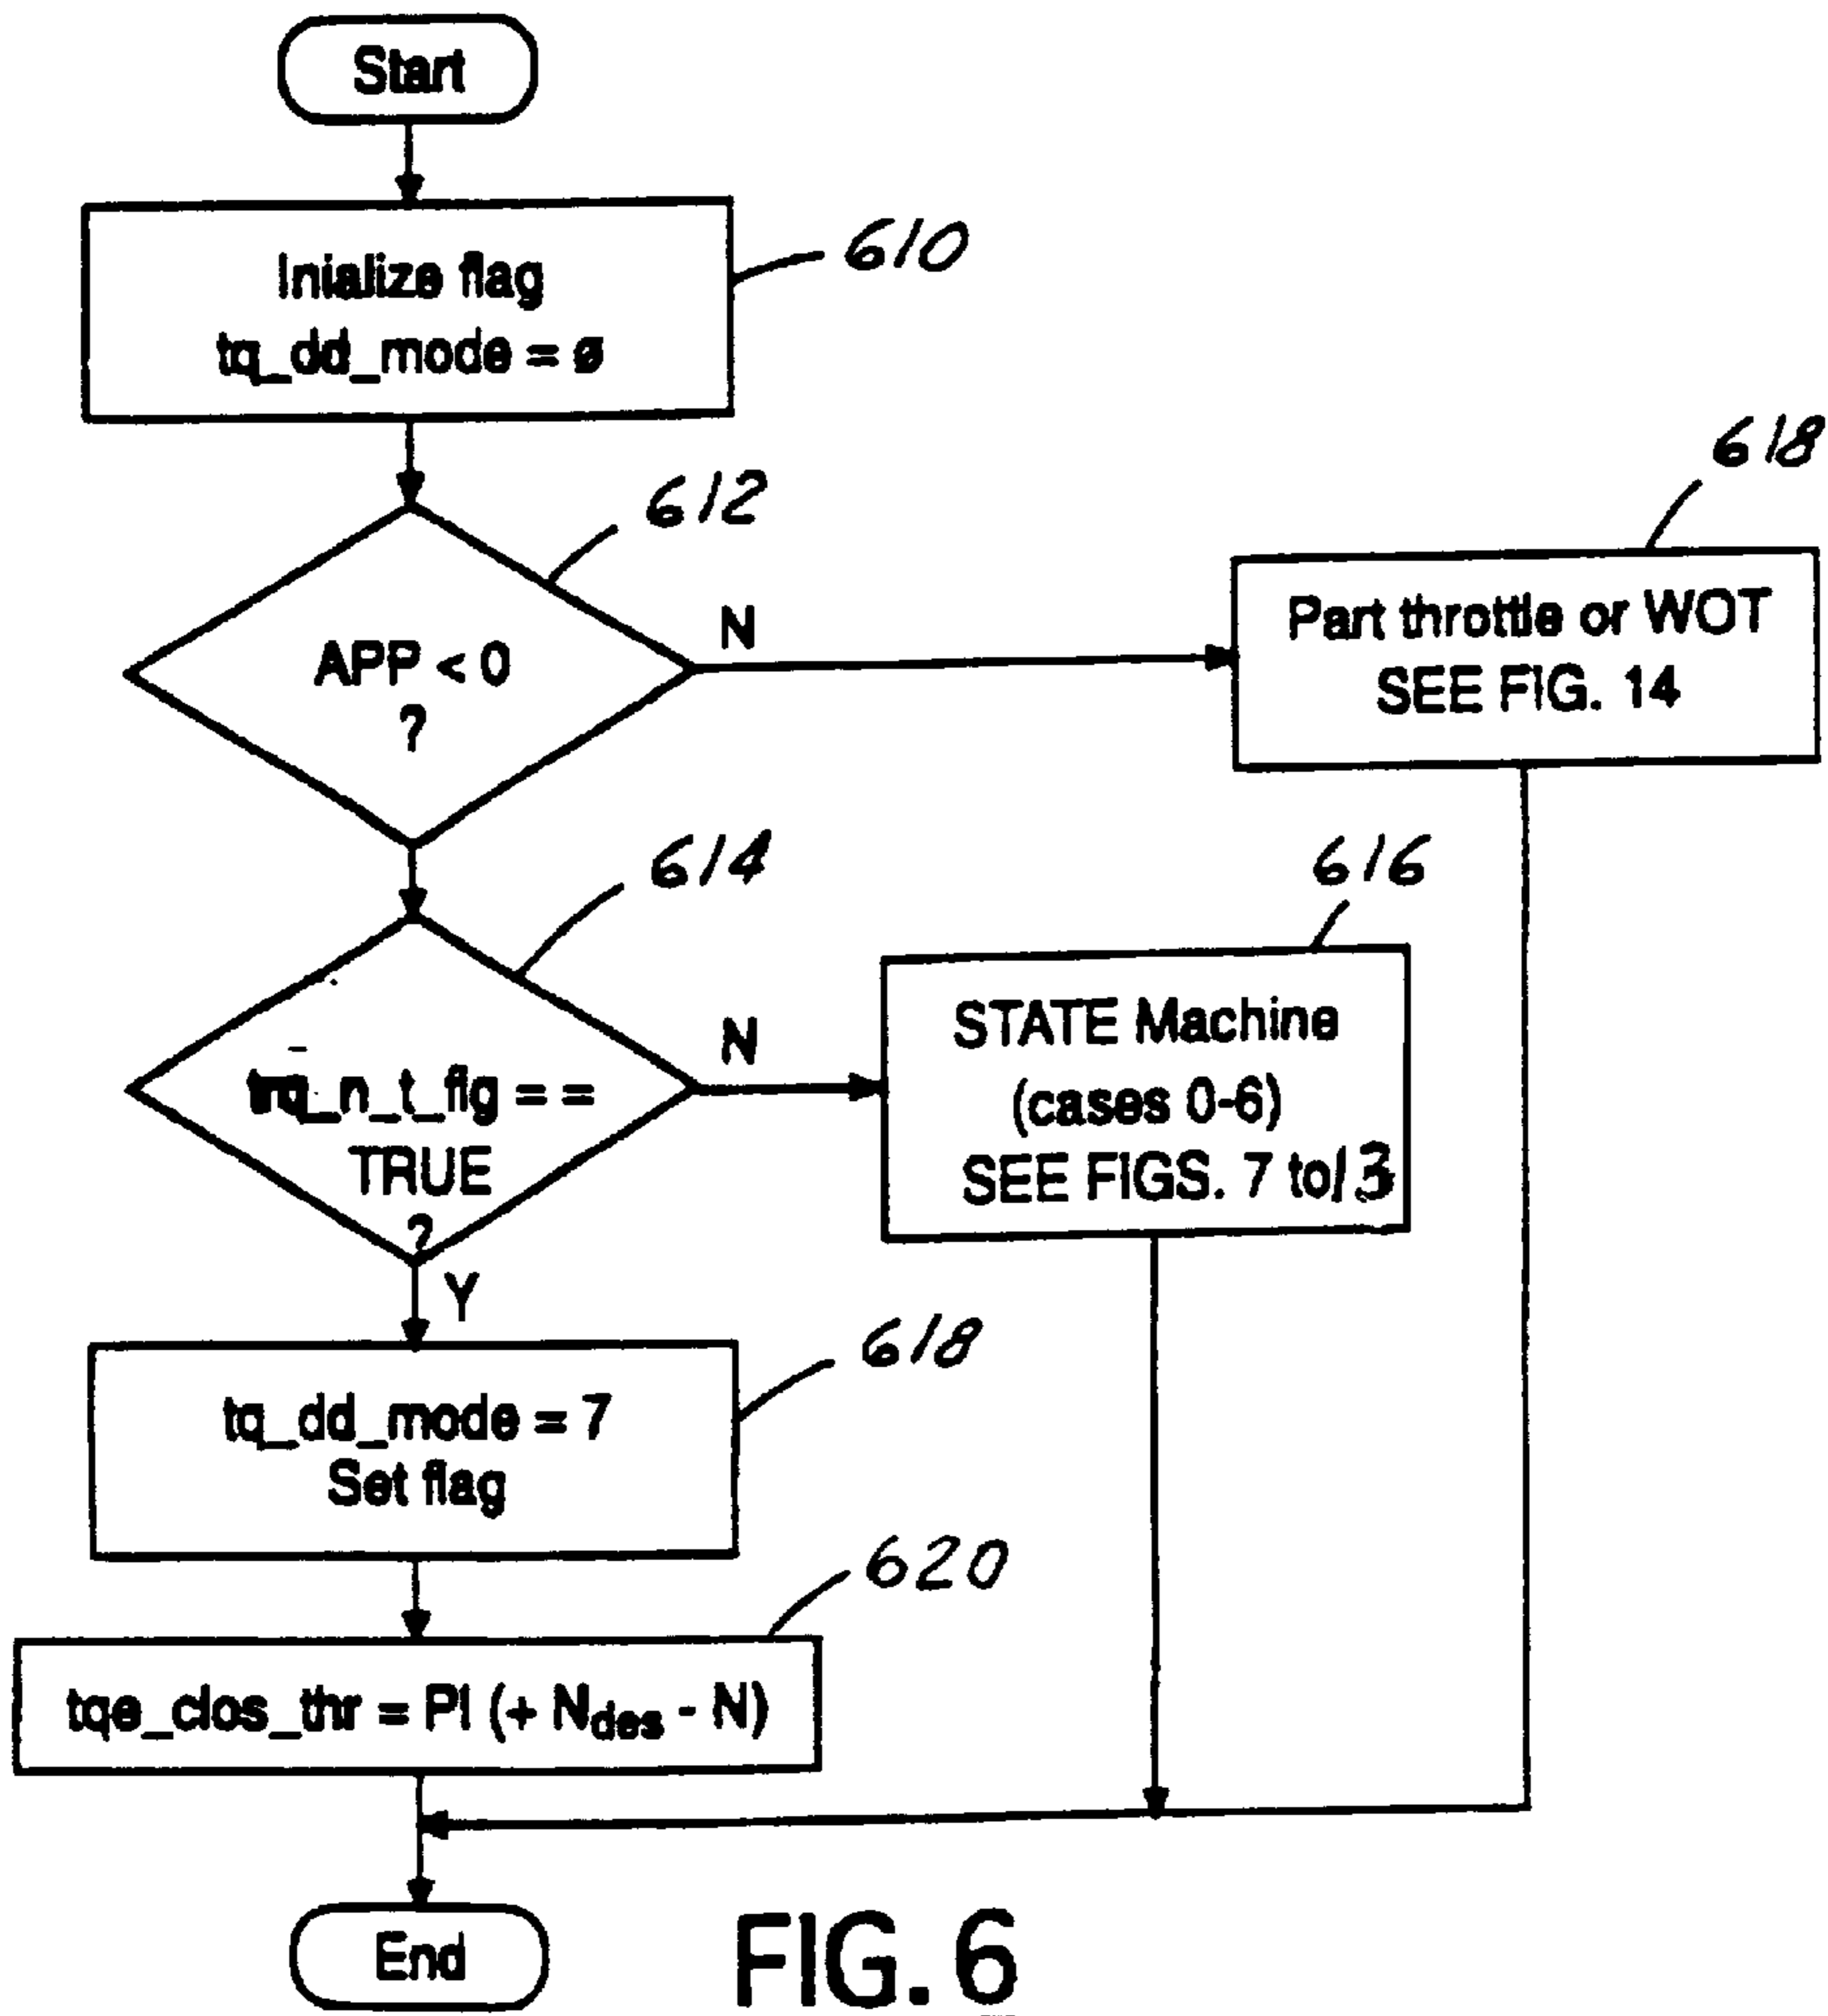 Start
Inialize flag
tq_dd_mode = ø
610
612
APP < 0
?
N
618
Part throttle or WOT
SEE FIG. 14
614
trq_n_t_flg = =
TRUE
?
N
616
STATE Machine
(cases 0-6)
SEE FIGS. 7 to 13
Y
618
tq_dd_mode = 7
Set flag
620
tqe_clos_thr = PI (+ Ndes - N)
End
FIG. 6